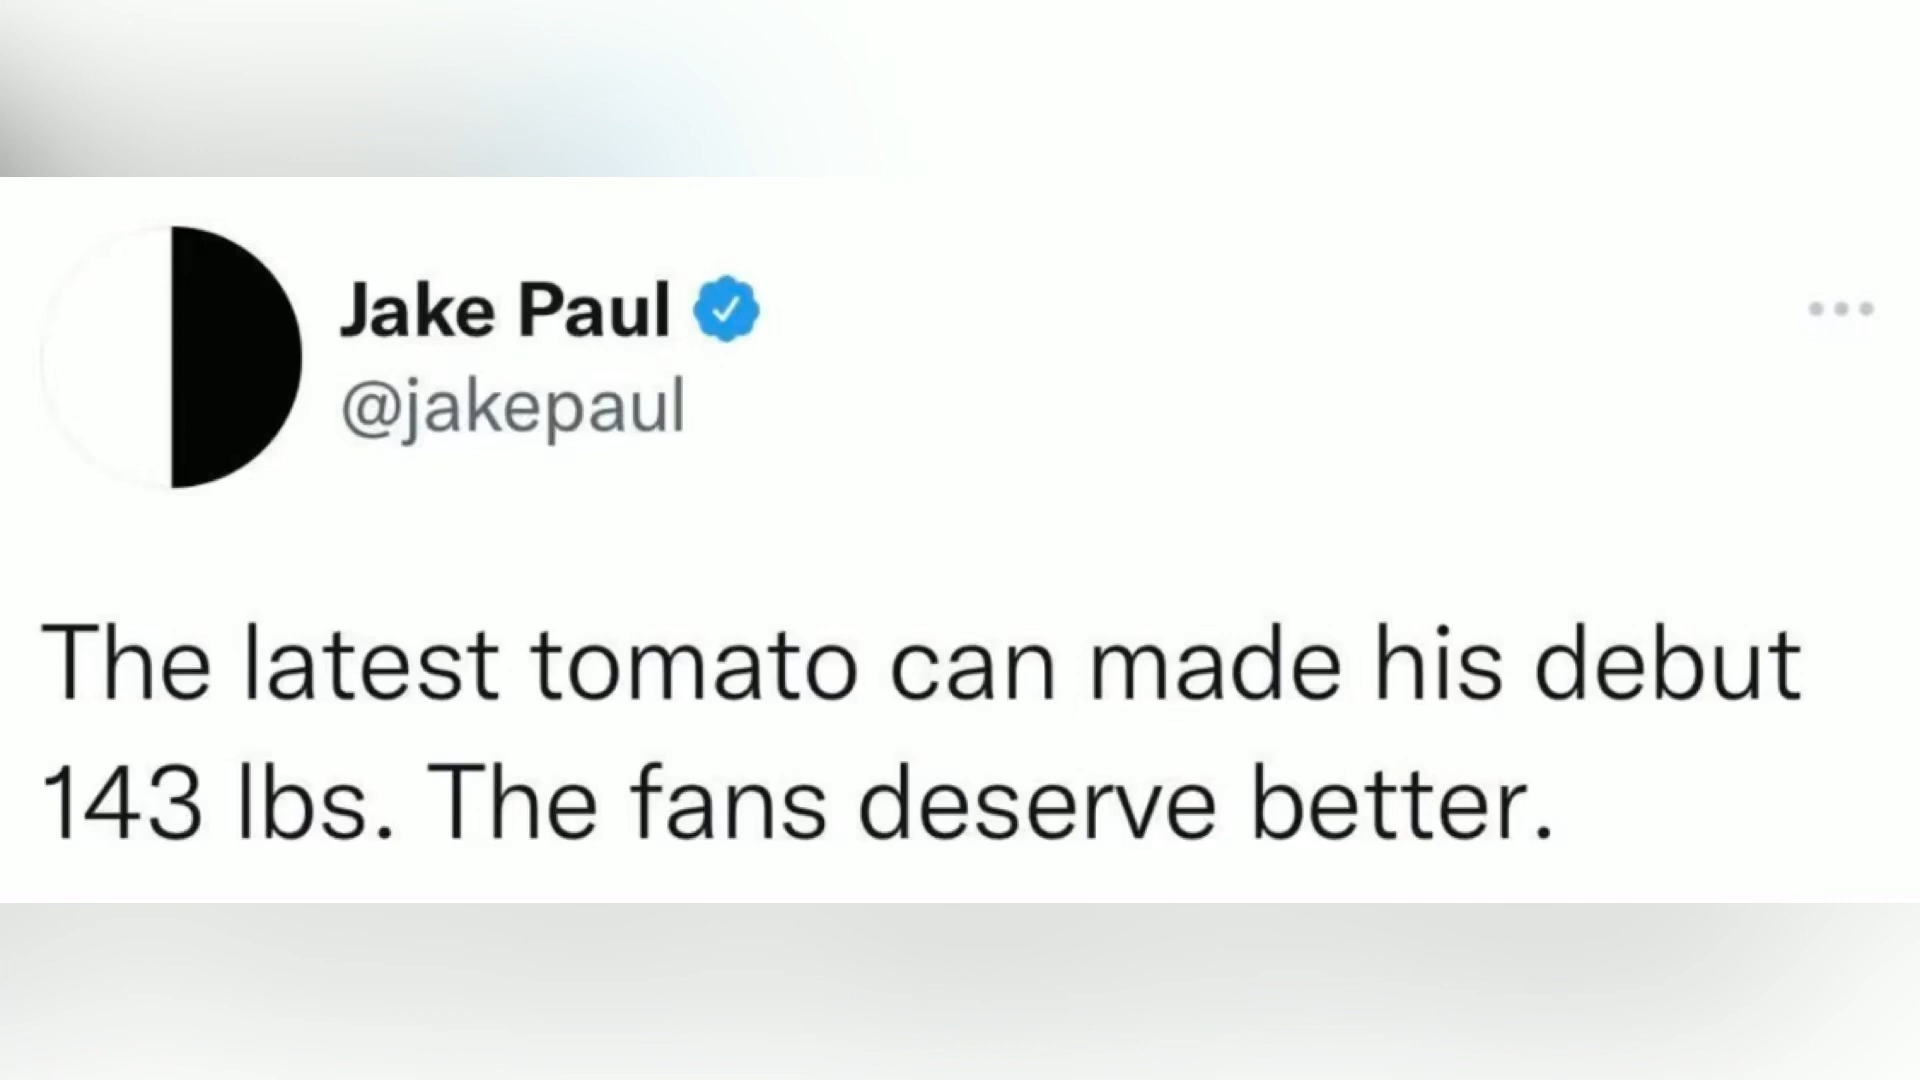 Jake Paul
@jakepaul
The latest tomato can made his debut
143 lbs. The fans deserve better.